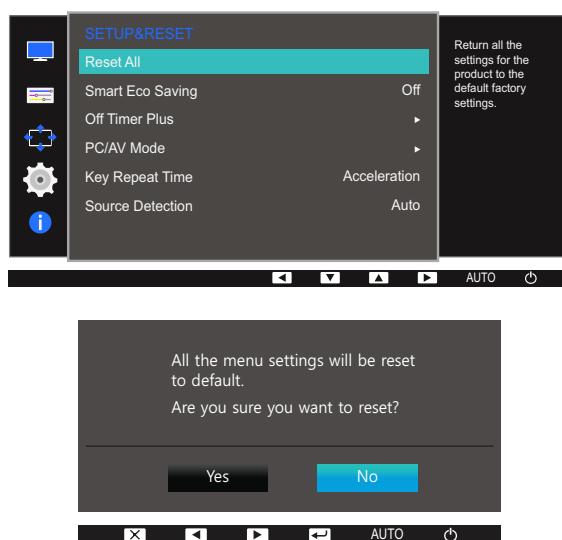 SETUP&RESET
Reset All
Smart Eco Saving Off
Off Timer Plus ►
PC/AV Mode ►
Key Repeat Time Acceleration
Source Detection Auto
Return all the
settings for the
product to the
default factory
settings.
AUTO
All the menu settings will be reset
to default.
Are you sure you want to reset?
Yes No
AUTO